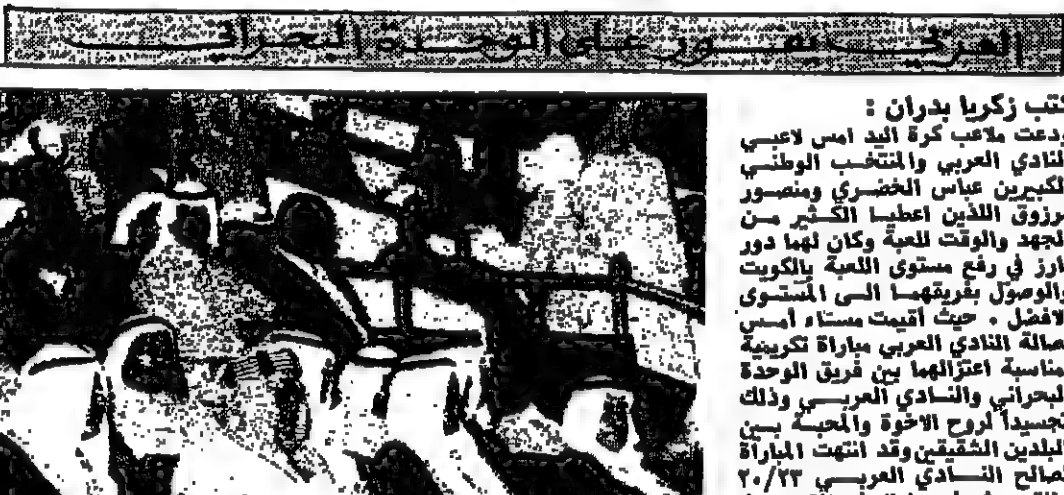 العربي يفوز على الوحدة البحراني
كتب زكريا بدران :
ودعت ملاعب كرة اليد امس لاعبي
النادي العربي والمنتخب الوطني
الكبيرين عباس الخضري ومنصور
مرزوق اللذين اعطيا الكثير من
الجهد والوقت للعبة وكان لهما دور
بارز في رفع مستوى اللعبة بالكويت
والوصول بفريقهما الى المستوى
الافضل . حيث أقيمت مساء أمس
بصالة النادي العربي مباراة تكريمية
بمناسبة اعتزالهما بين فريق الوحدة
البحراني والنادي العربي وذلك
تجسيداً لروح الاخوة والمحبة بين
البلدين الشقيقين وقد انتهت المباراة
لصالح النادي العربي ٢٠/٢٣